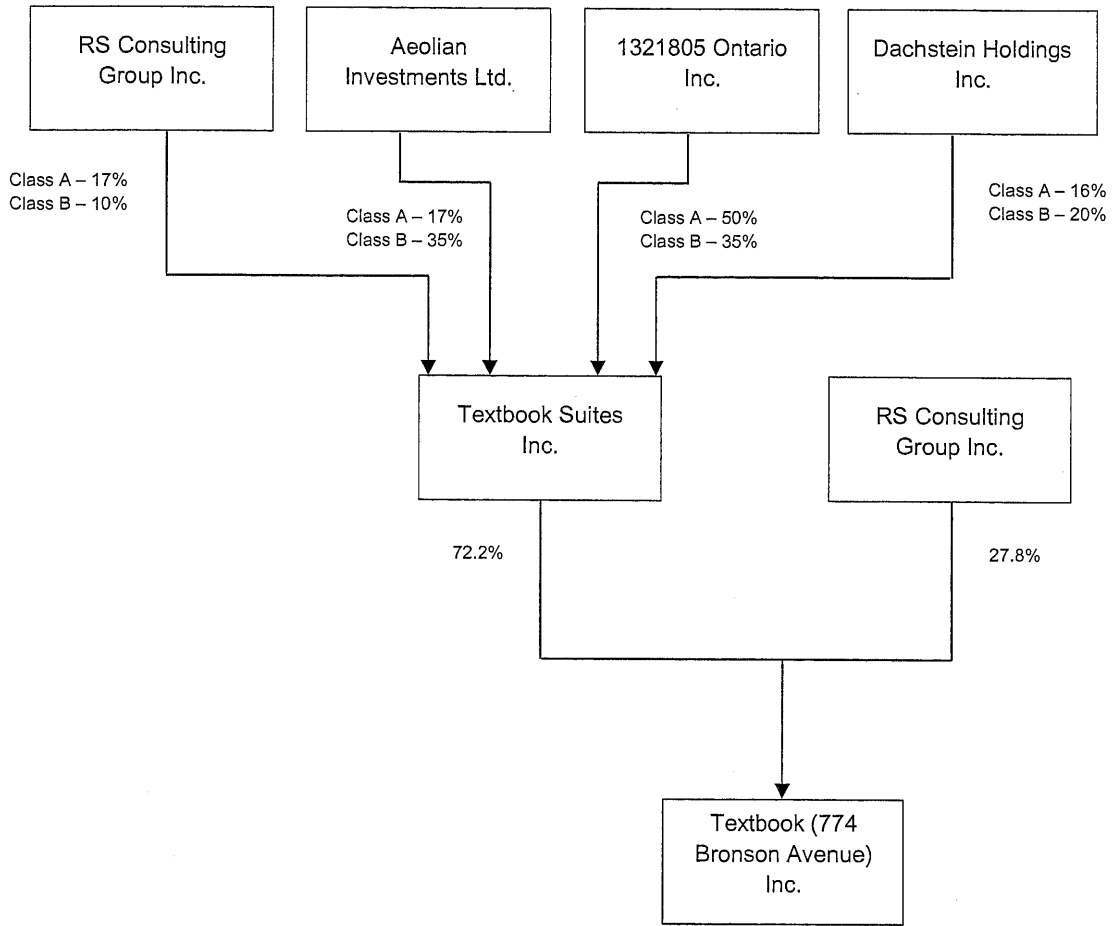 RS Consulting
Group Inc.
Aeolian
Investments Ltd.
1321805 Ontario
Inc.
Dachstein Holdings
Inc.
Class A – 17%
Class B – 10%
Class A – 17%
Class B – 35%
Class A – 50%
Class B – 35%
Class A – 16%
Class B – 20%
Textbook Suites
Inc.
RS Consulting
Group Inc.
72.2%
27.8%
Textbook (774
Bronson Avenue)
Inc.